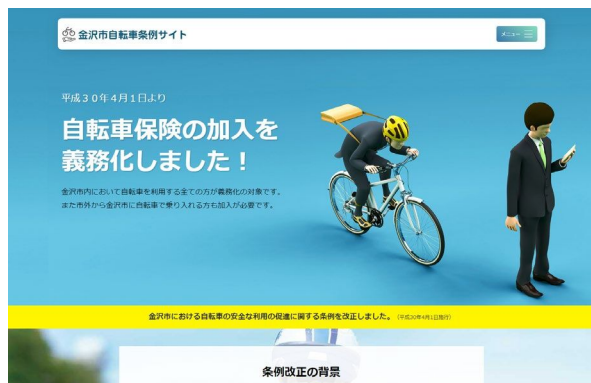 金沢市自転車条例サイト
メニュー
平成30年4月1日より
自転車保険の加入を
義務化しました！
金沢市内において自転車を利用する全ての方が義務化の対象です。
また市外から金沢市に自転車で乗り入れる方も加入が必要です。
金沢市における自転車の安全な利用の促進に関する条例を改正しました。（平成30年4月1日施行）
条例改正の背景